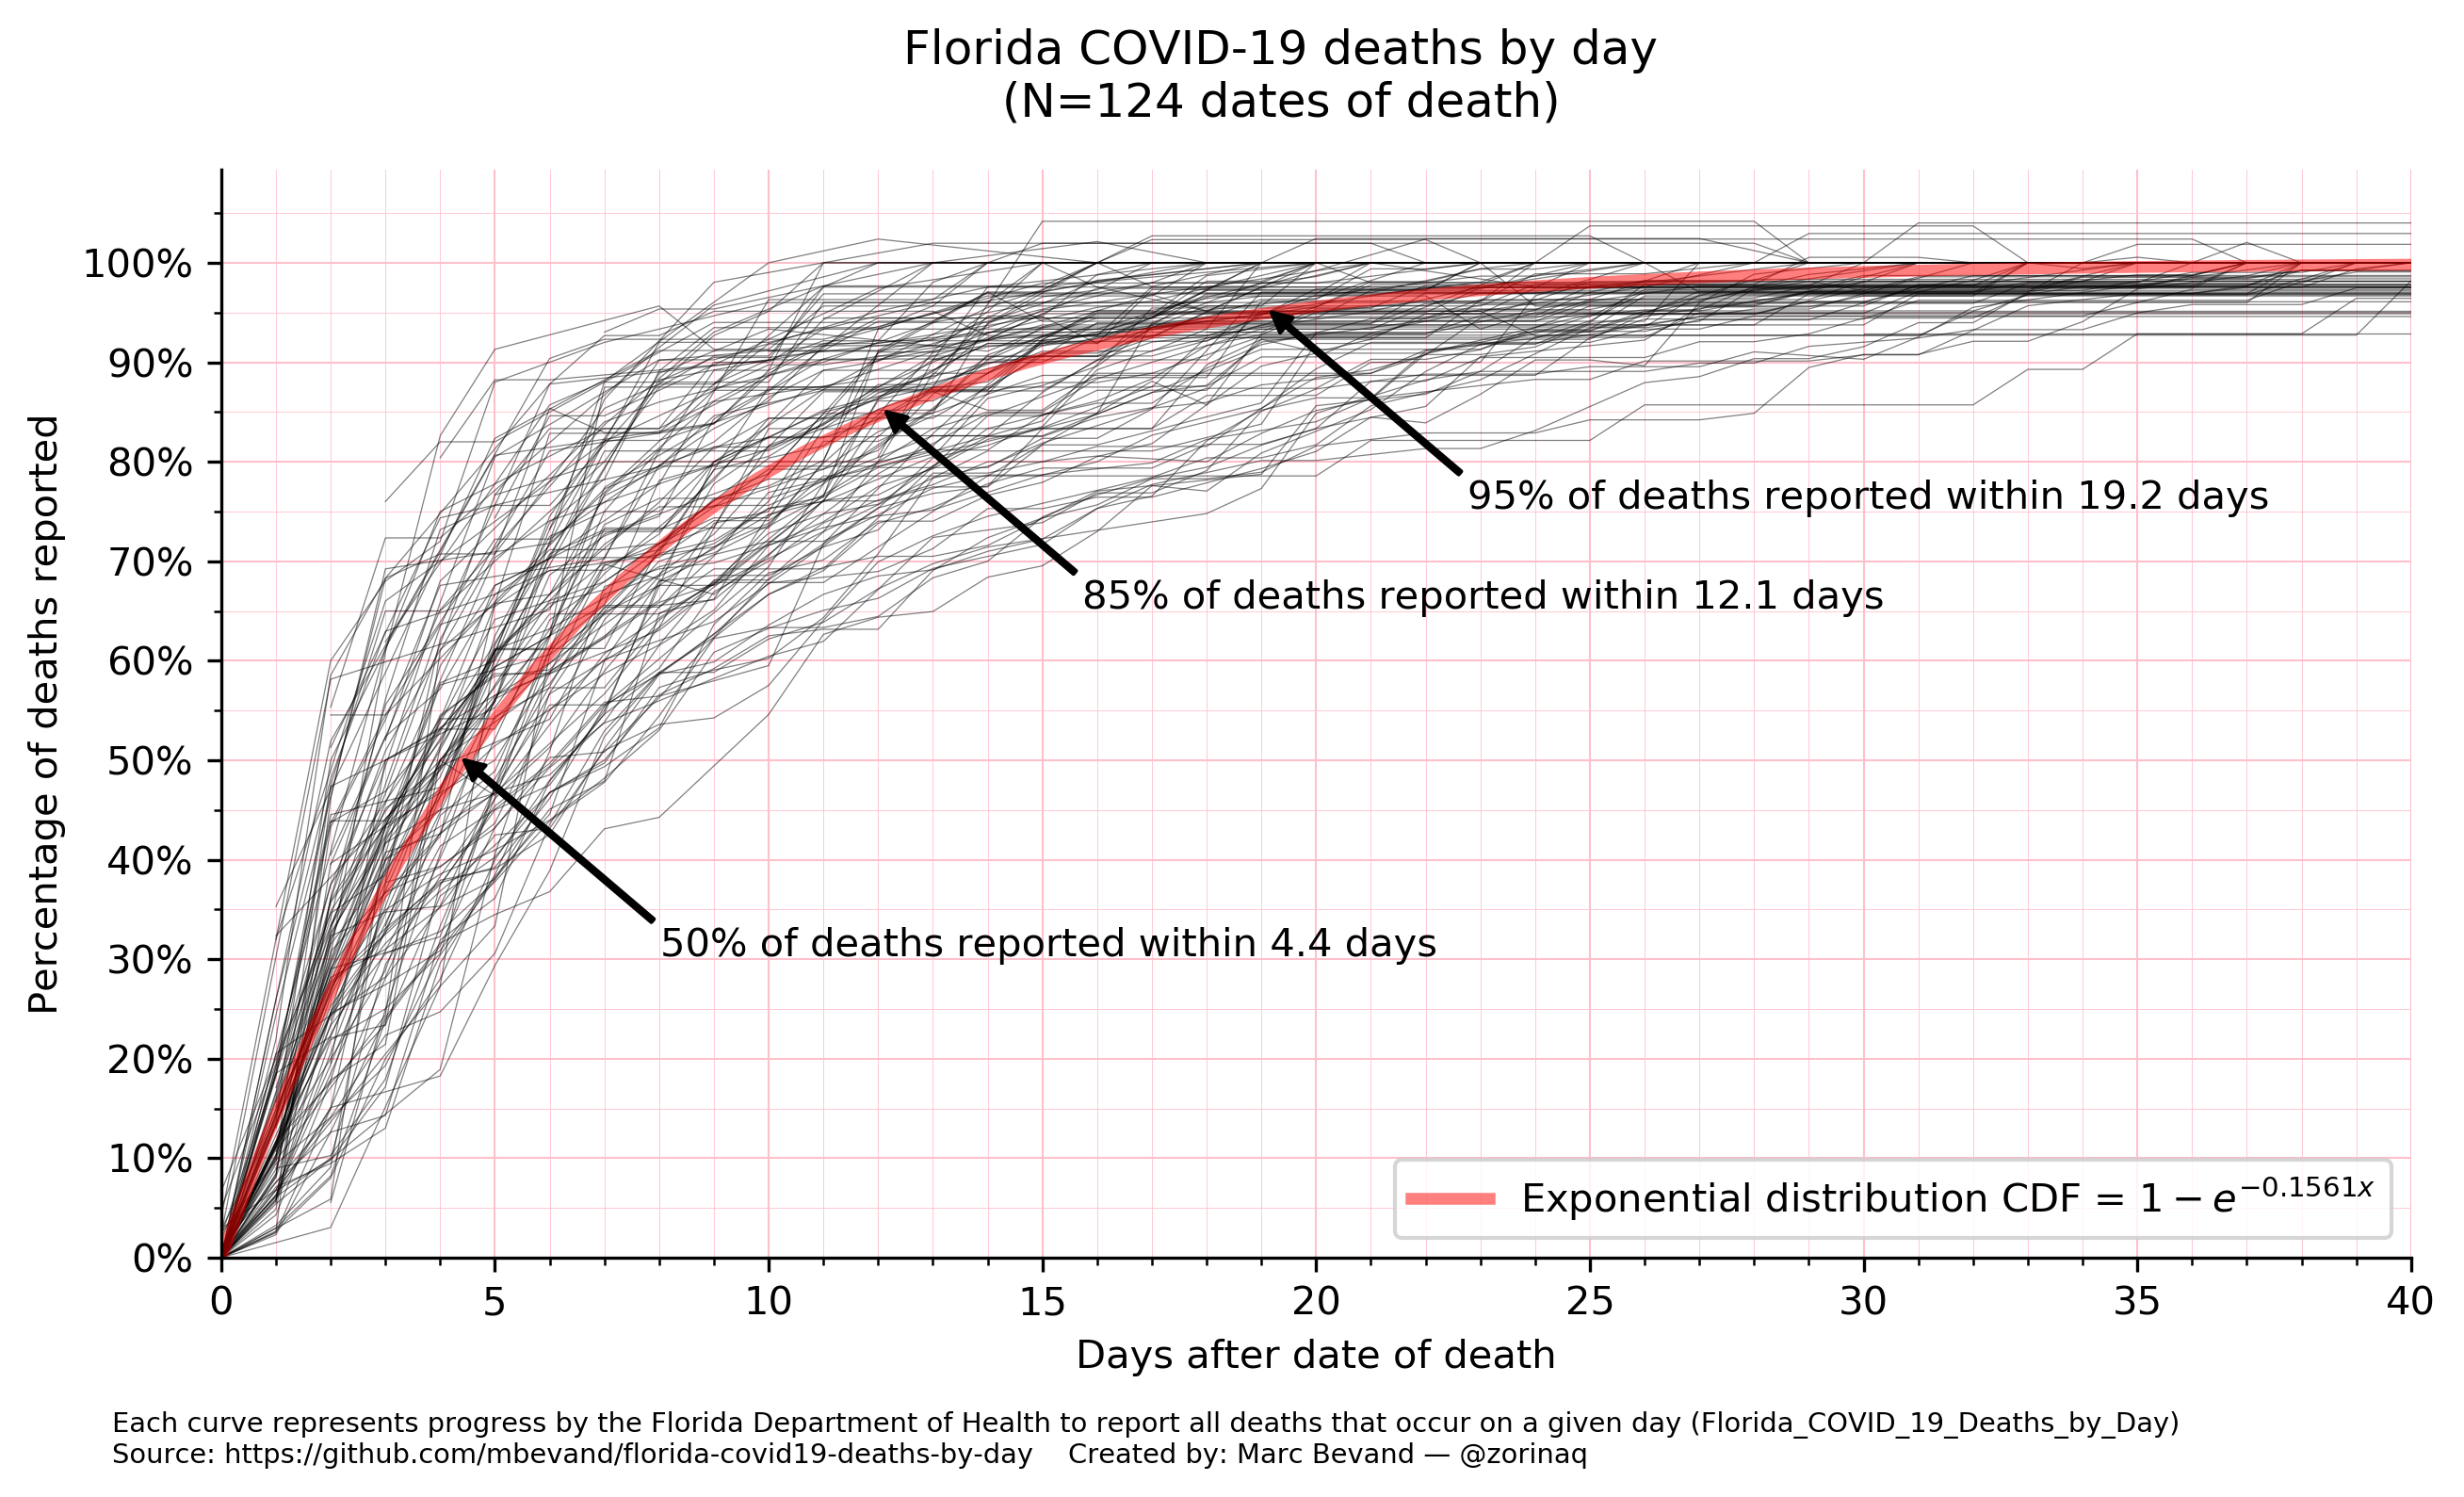 Florida COVID-19 deaths by day
(N=124 dates of death)
Percentage of deaths reported
100%
90%
80%
70%
60%
50%
40%
30%
20%
10%
0%
95% of deaths reported within 19.2 days
85% of deaths reported within 12.1 days
50% of deaths reported within 4.4 days
Exponential distribution CDF = $1 - e^{-0.1561x}$
0 5 10 15 20 25 30 35 40
Days after date of death
Each curve represents progress by the Florida Department of Health to report all deaths that occur on a given day (Florida_COVID_19_Deaths_by_Day)
Source: https://github.com/mbevand/florida-covid19-deaths-by-day Created by: Marc Bevand — @zorinaq